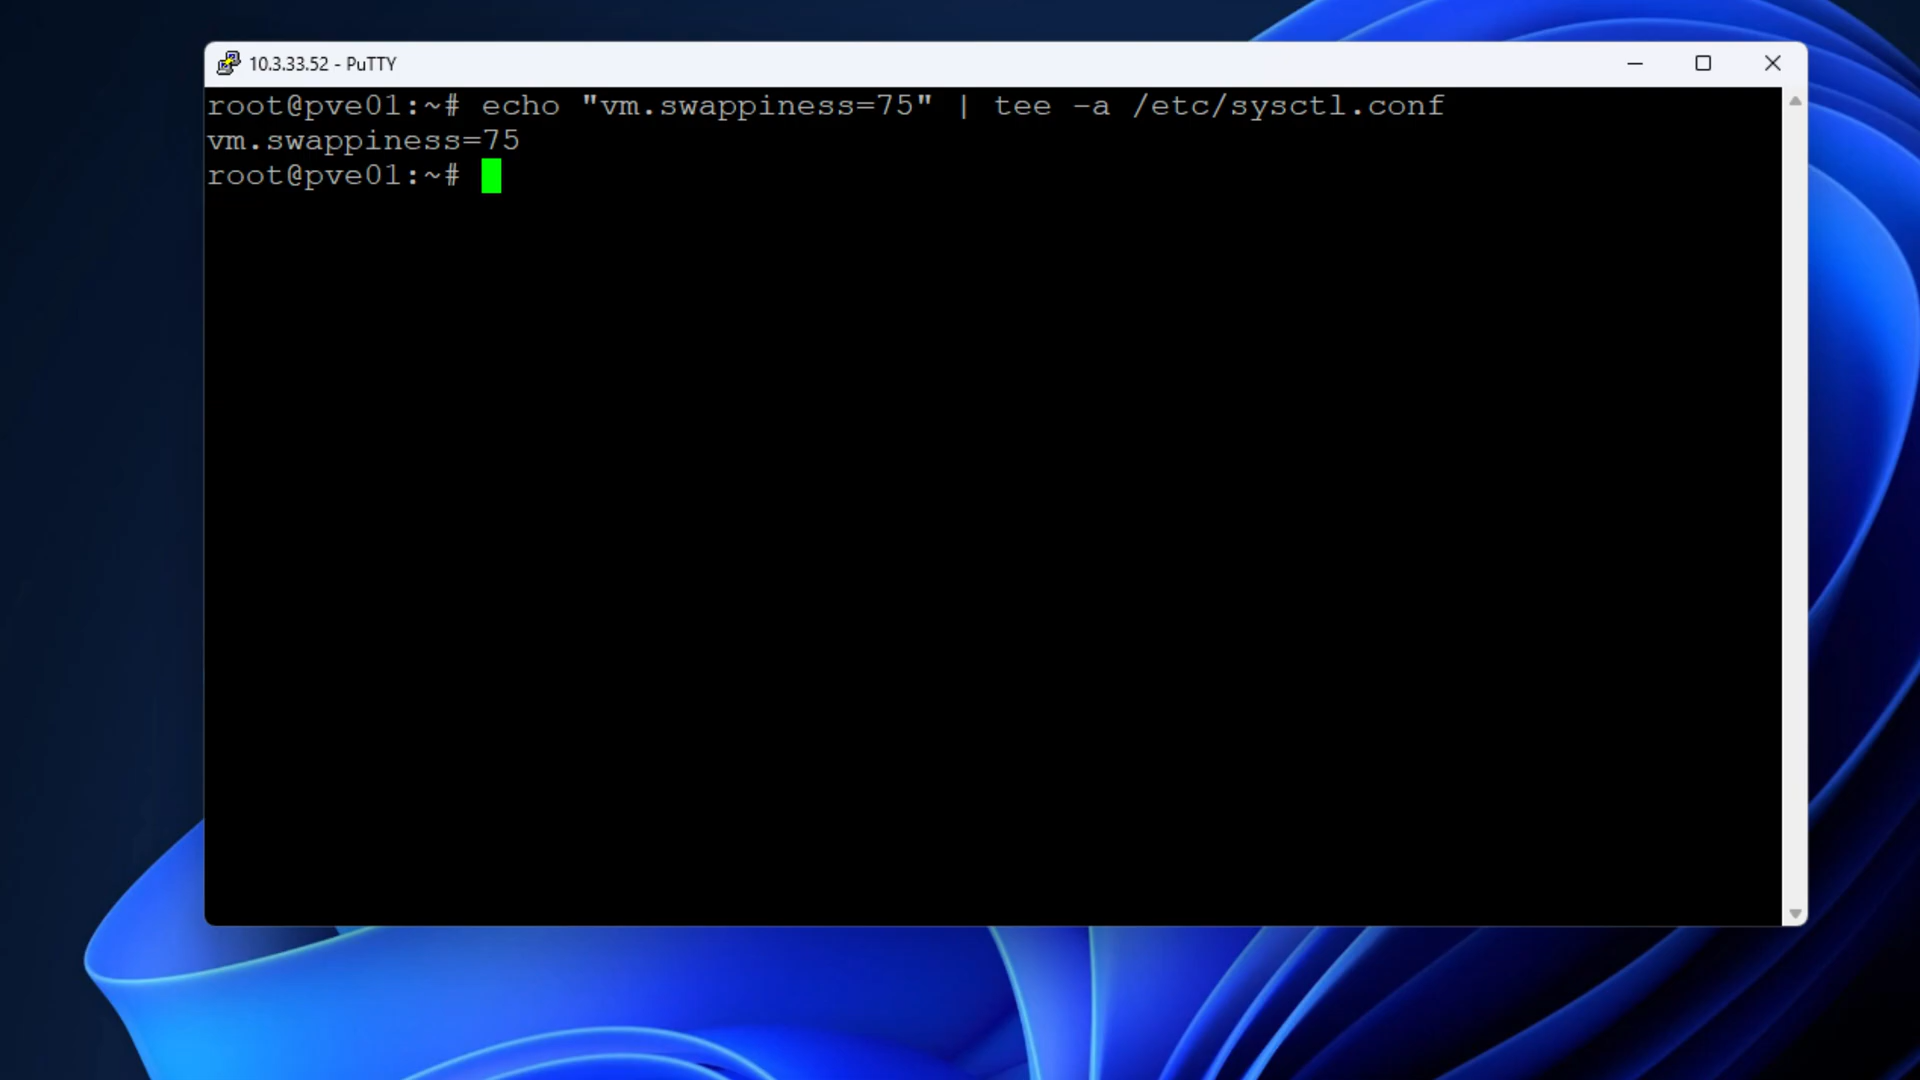 10.3.33.52 - PuTTY
root@pve01:~# echo "vm.swappiness=75" | tee -a /etc/sysctl.conf
vm.swappiness=75
root@pve01:~#